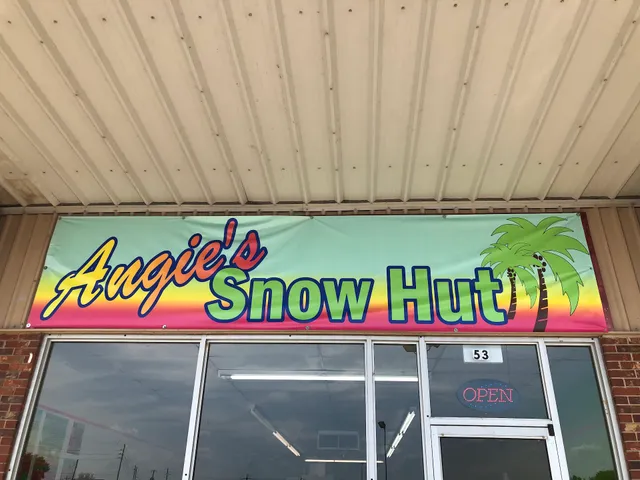 Angie's
Snow Hut
53
OPEN